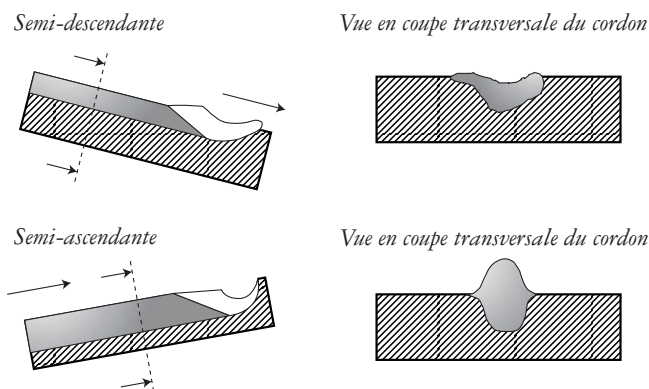 Semi-descendante
Vue en coupe transversale du cordon
Semi-ascendante
Vue en coupe transversale du cordon